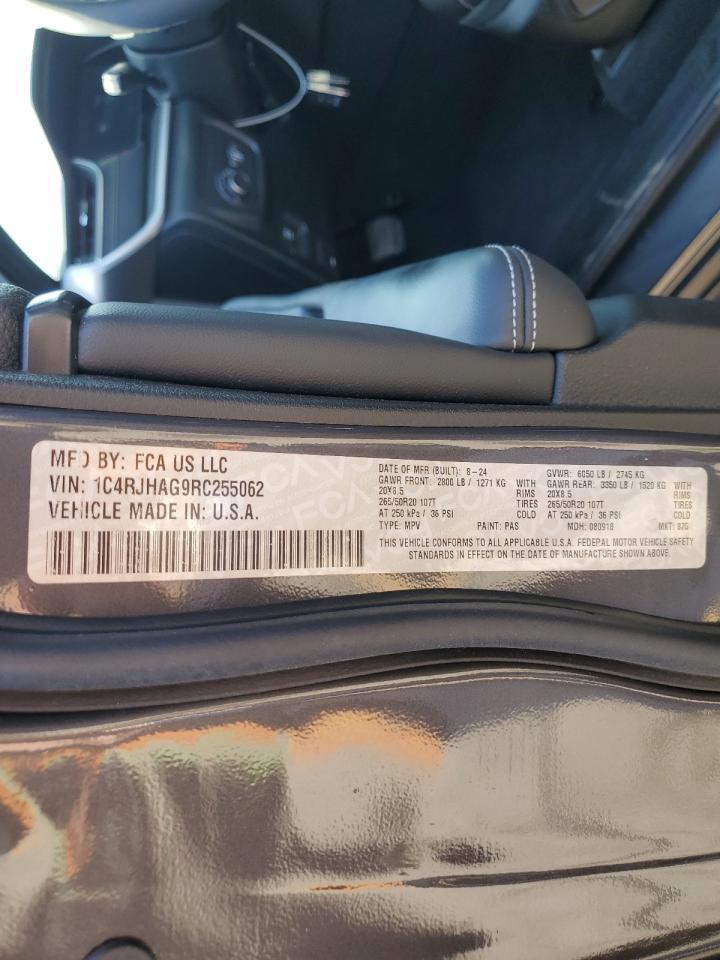 MFD BY: FCA US LLC
VIN: 1C4RJHAG9RC255062
VEHICLE MADE IN: U.S.A.
DATE OF MFR (BUILT): 8-24 GVWR: 6050 LB / 2745 KG
GAWR FRONT: 2800 LB / 1271 KG WITH GAWR REAR: 3350 LB / 1520 KG WITH
20X8.5 RIMS 20X8.5 RIMS
265/50R20 107T TIRES 265/50R20 107T TIRES
AT 250 kPa / 36 PSI COLD AT 250 kPa / 36 PSI COLD
TYPE: MPV PAINT: PAS MDH: 080918 MKT: 87G
THIS VEHICLE CONFORMS TO ALL APPLICABLE U.S.A. FEDERAL MOTOR VEHICLE SAFETY
STANDARDS IN EFFECT ON THE DATE OF MANUFACTURE SHOWN ABOVE.